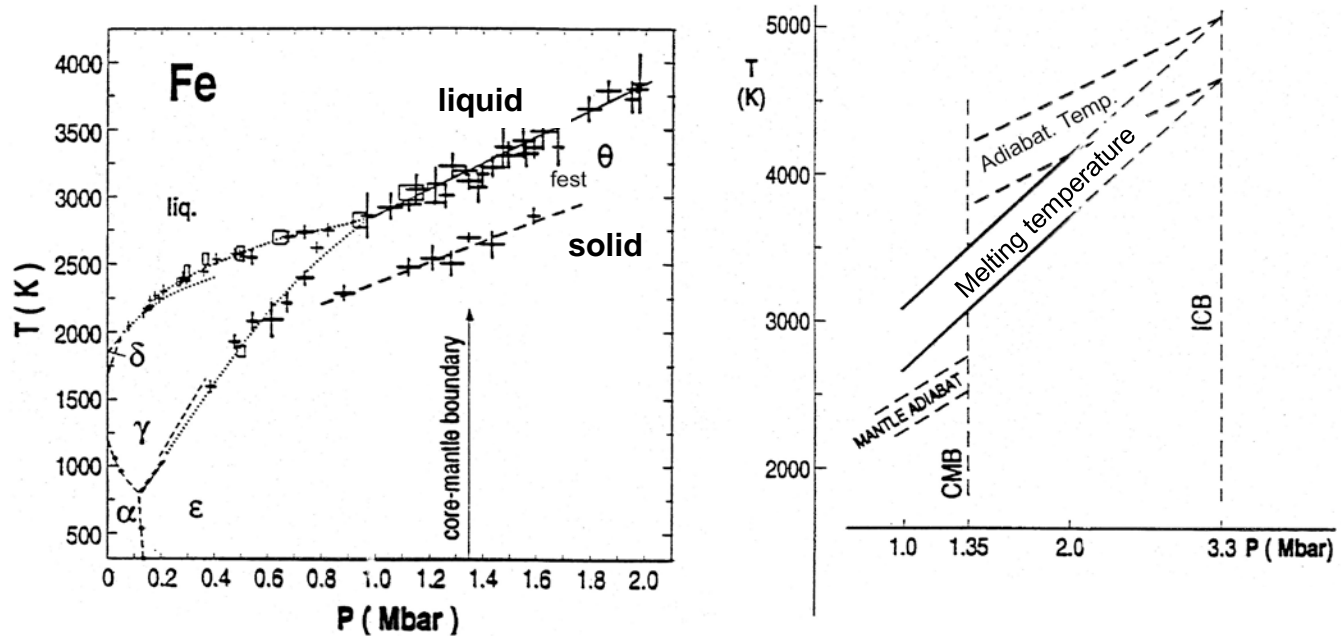 Fe
liquid
θ
fest
liq.
solid
δ
γ
α
ε
core-mantle boundary
T ( K )
4000
3500
3000
2500
2000
1500
1000
500
0 0.2 0.4 0.6 0.8 1.0 1.2 1.4 1.6 1.8 2.0
P ( Mbar )
T
(K)
5000
4000
3000
2000
Adiabat. Temp.
Melting temperature
MANTLE ADIABAT
CMB
ICB
1.0 1.35 2.0 3.3 P ( Mbar)